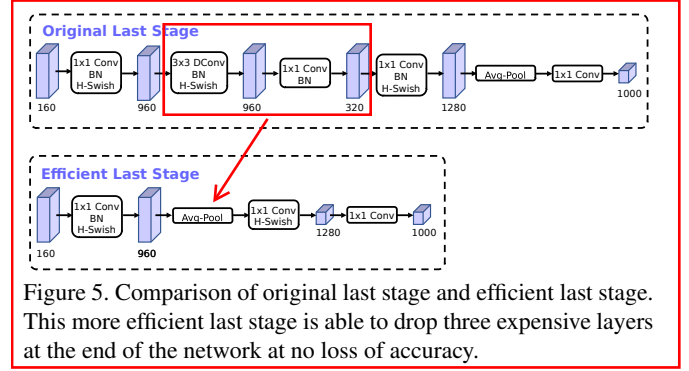 Original Last Stage
1x1 Conv
BN
H-Swish
3x3 DConv
BN
H-Swish
1x1 Conv
BN
1x1 Conv
BN
H-Swish
Avg-Pool
1x1 Conv
160
960
960
320
1280
1000
Efficient Last Stage
1x1 Conv
BN
H-Swish
Avg-Pool
1x1 Conv
H-Swish
1x1 Conv
160
960
1280
1000
Figure 5. Comparison of original last stage and efficient last stage.
This more efficient last stage is able to drop three expensive layers
at the end of the network at no loss of accuracy.